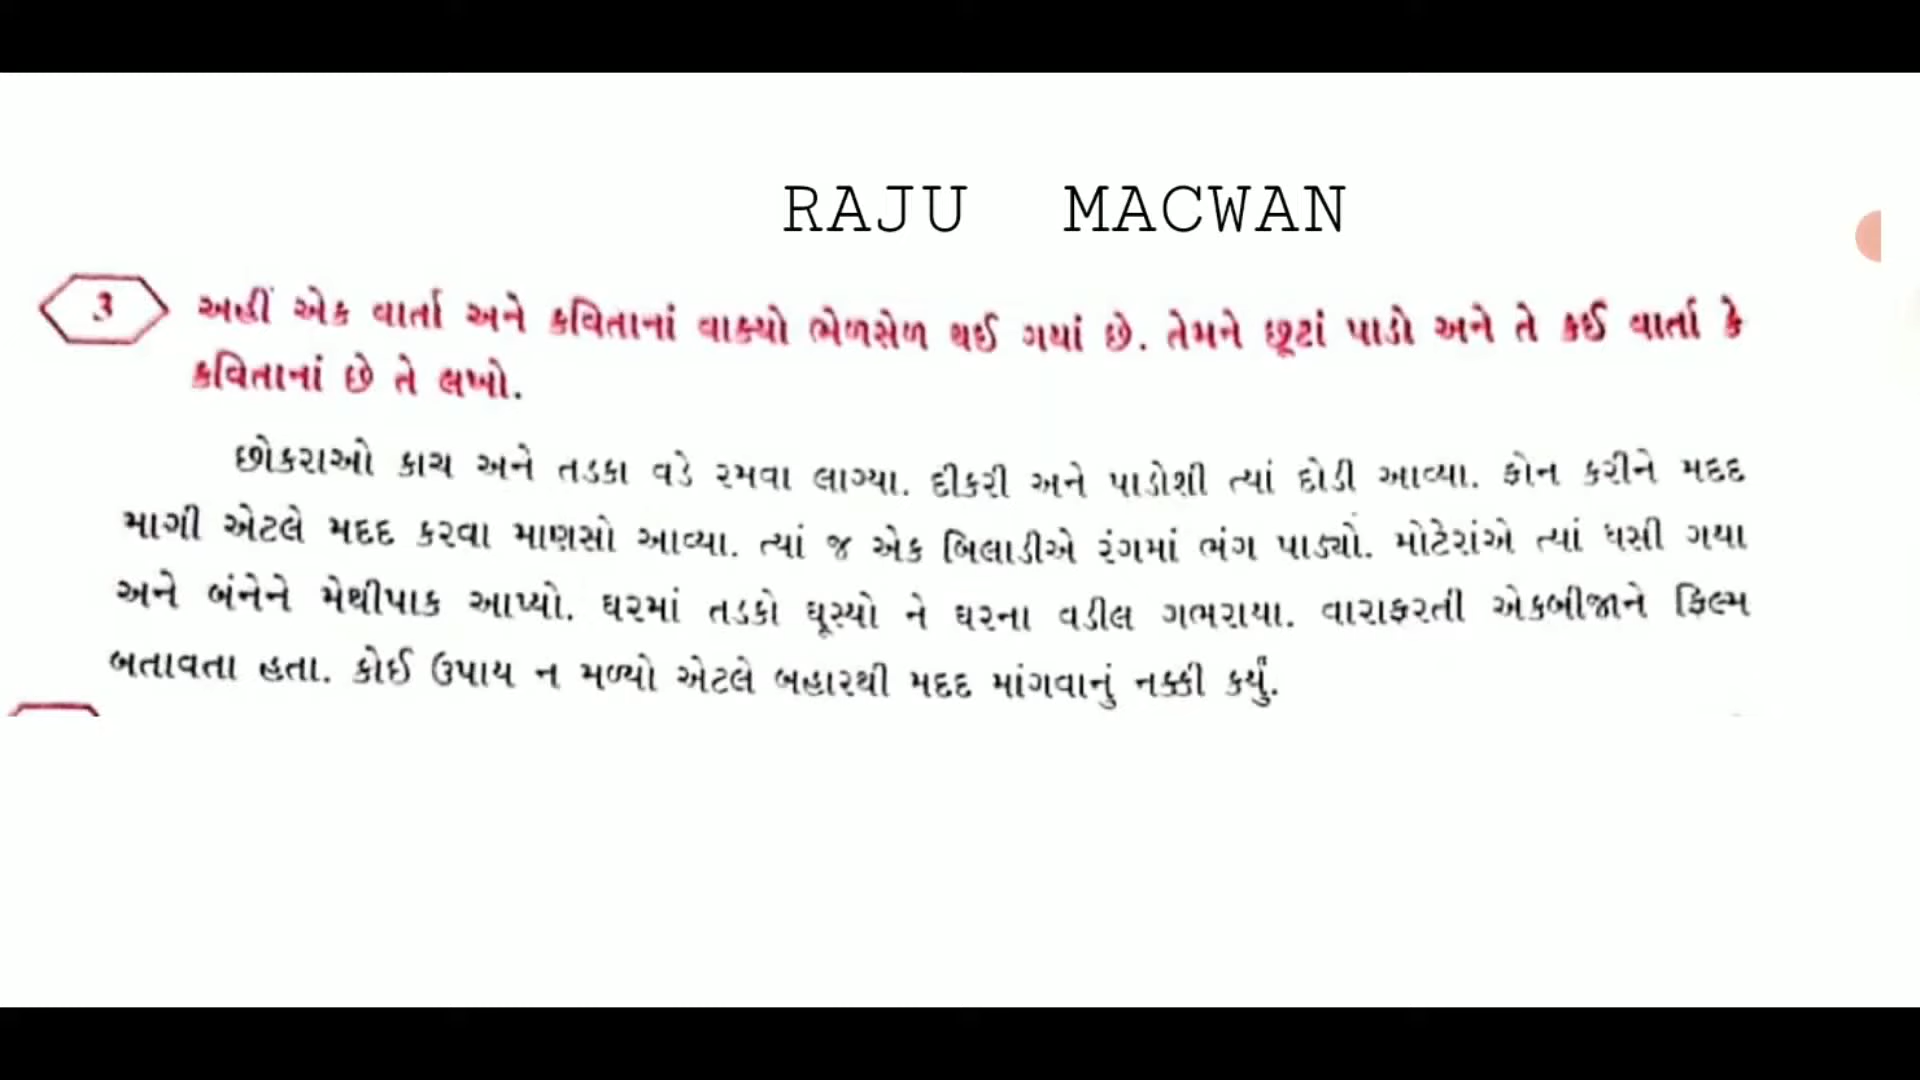 RAJU MACWAN
3 અહીં એક વાર્તા અને કવિતાનાં વાક્યો ભેળસેળ થઈ ગયાં છે. તેમને છૂટાં પાડો અને તે કઈ વાર્તા કે
કવિતાનાં છે તે લખો.
છોકરાઓ કાચ અને તડકા વડે રમવા લાગ્યા. દીકરી અને પાડોશી ત્યાં દોડી આવ્યા. ફોન કરીને મદદ
માગી એટલે મદદ કરવા માણસો આવ્યા. ત્યાં જ એક બિલાડીએ રંગમાં ભંગ પાડ્યો. મોટેરાંએ ત્યાં ધસી ગયા
અને બંનેને મેથીપાક આપ્યો. ઘરમાં તડકો ઘૂસ્યો ને ઘરના વડીલ ગભરાયા. વારાફરતી એકબીજાને ફિલ્મ
બતાવતા હતા. કોઈ ઉપાય ન મળ્યો એટલે બહારથી મદદ માંગવાનું નક્કી કર્યું.